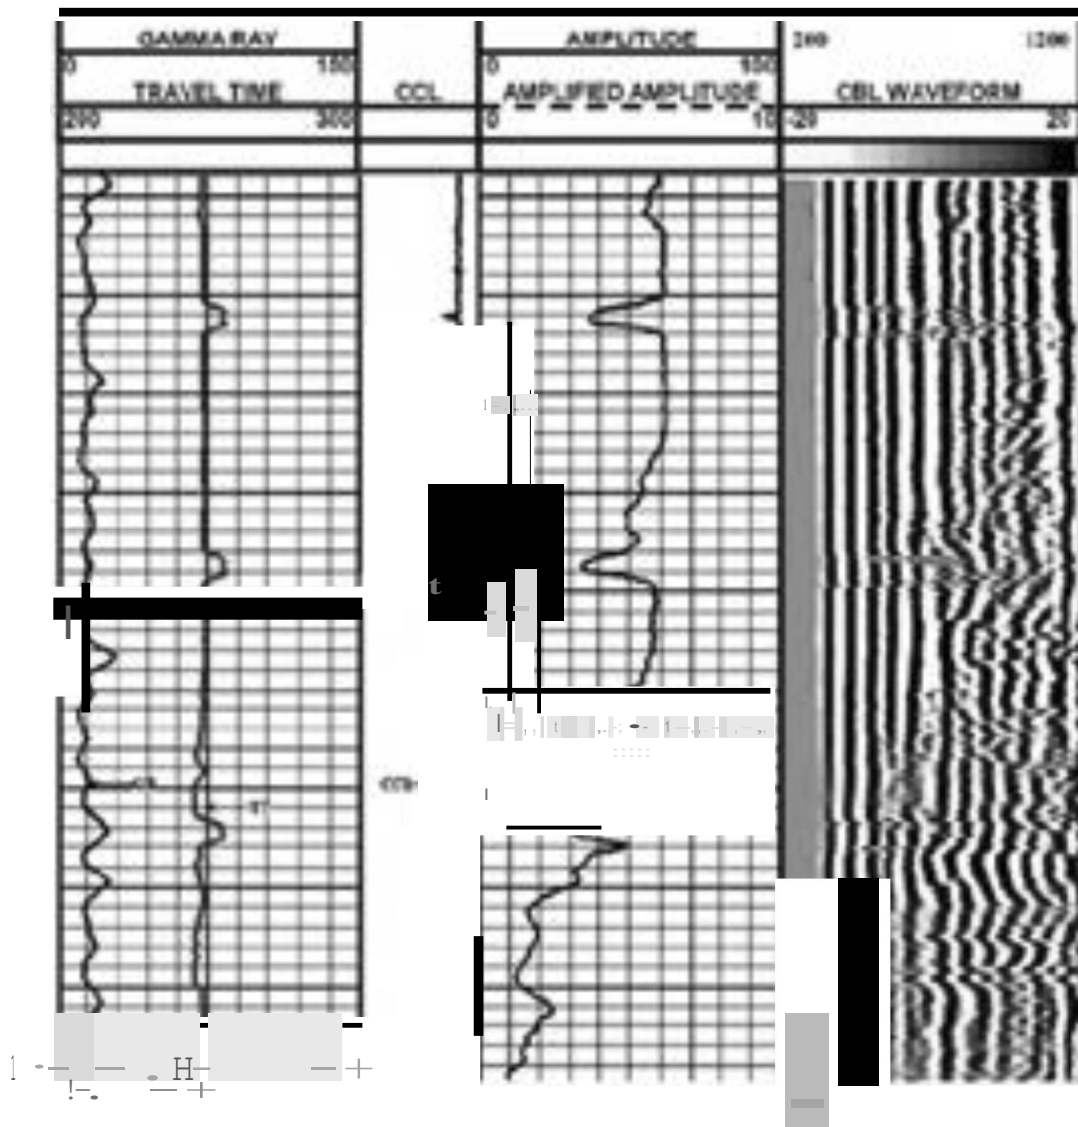 GAMMA RAY AMPLITUDE 200 1200
0 150 0 100
TRAVEL TIME CCL AMPLIFIED AMPLITUDE CBL WAVEFORM
200 300 0 10 -20 20
t
H